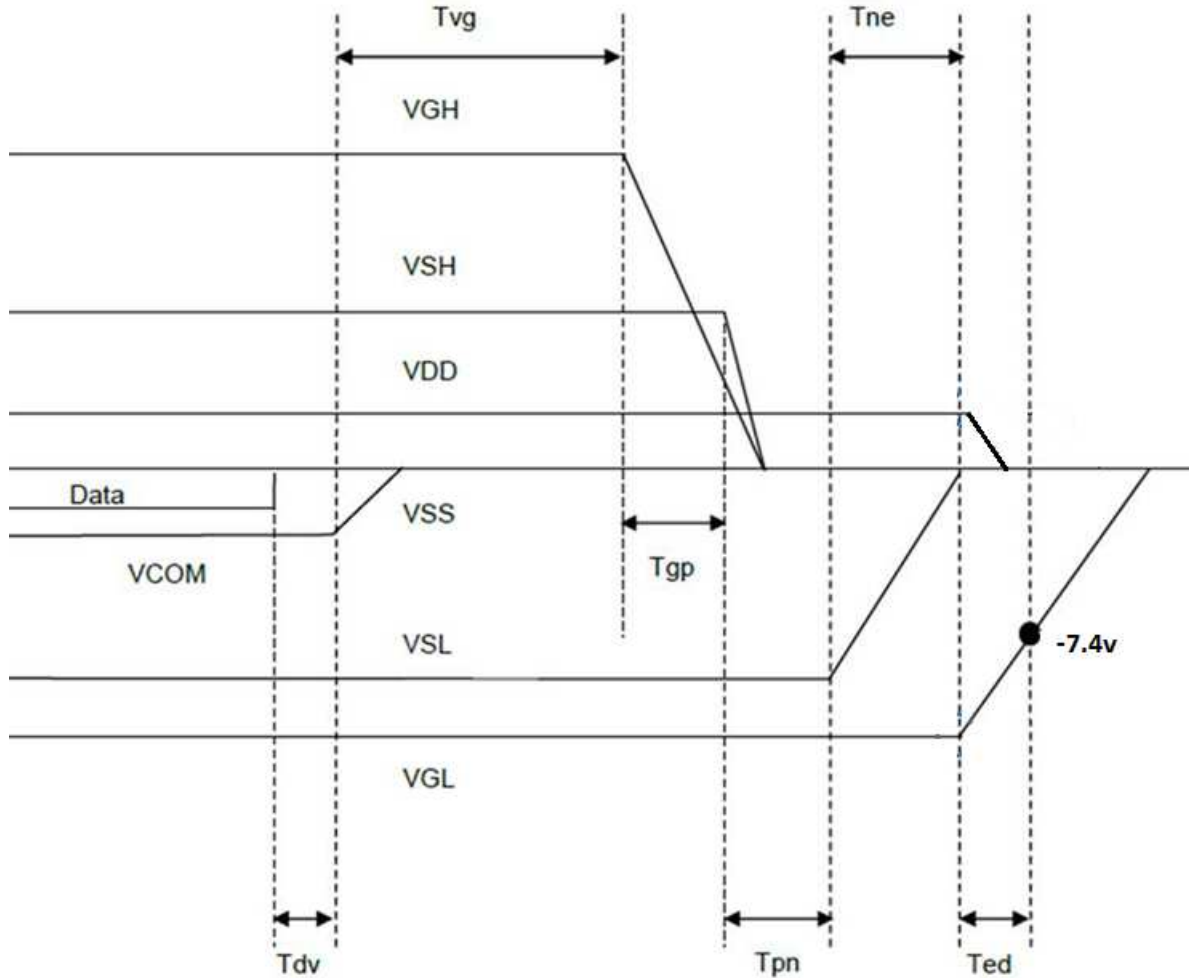 Tvg
Tne
VGH
VSH
VDD
Data
VSS
VCOM
Tgp
VSL
-7.4v
VGL
Tdv
Tpn
Ted